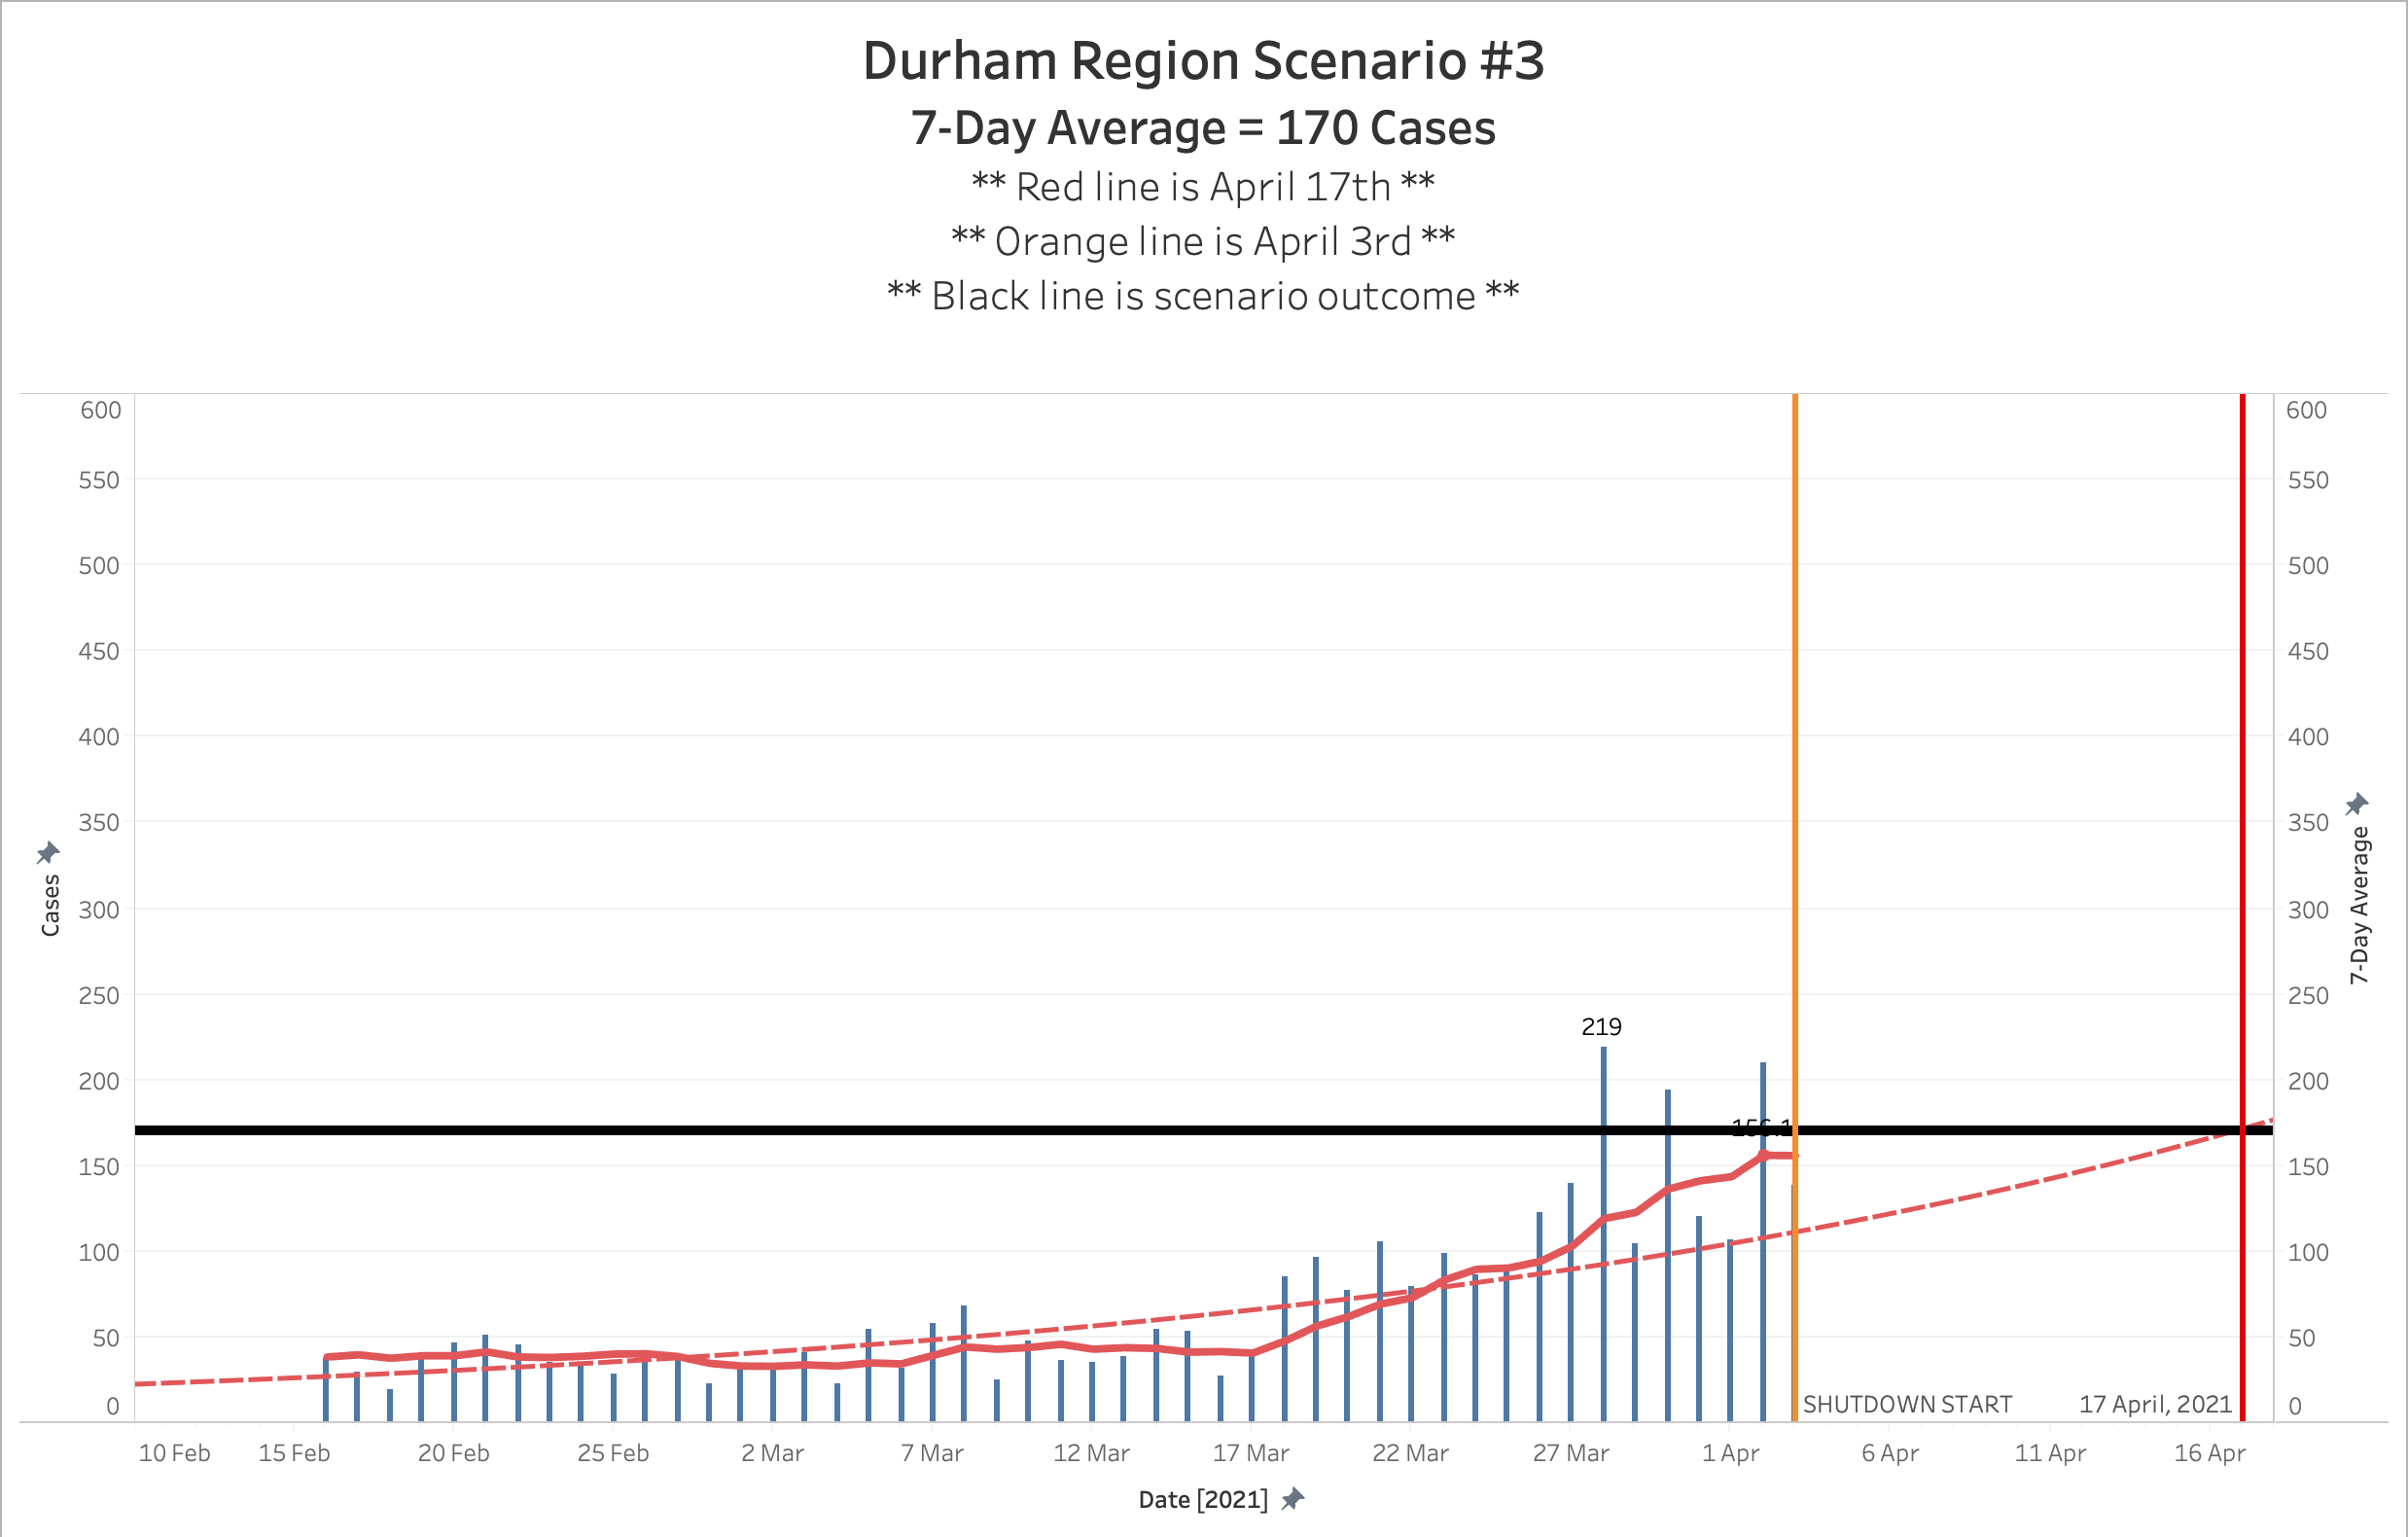 Durham Region Scenario #3
7-Day Average = 170 Cases
** Red line is April 17th **
** Orange line is April 3rd **
** Black line is scenario outcome **
600
550
500
450
400
350
300
250
200
150
100
50
0
Cases
219
156.1
SHUTDOWN START
17 April, 2021
600
550
500
450
400
350
300
250
200
150
100
50
0
7-Day Average
10 Feb
15 Feb
20 Feb
25 Feb
2 Mar
7 Mar
12 Mar
17 Mar
22 Mar
27 Mar
1 Apr
6 Apr
11 Apr
16 Apr
Date [2021]